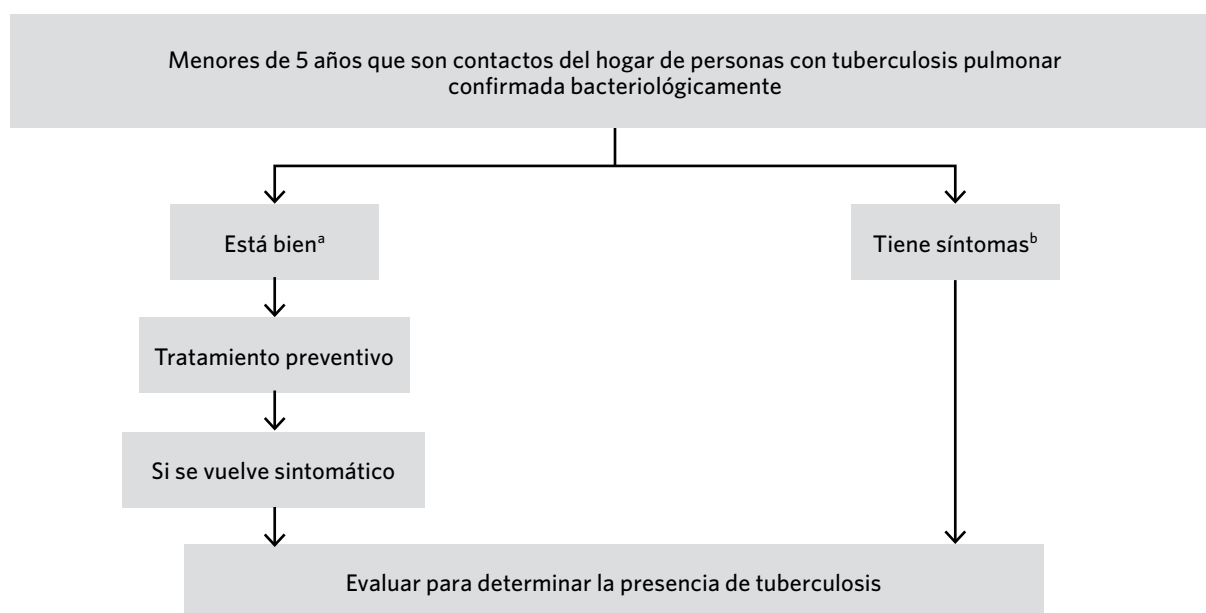 Menores de 5 años que son contactos del hogar de personas con tuberculosis pulmonar
confirmada bacteriológicamente
Está bienᵃ
Tiene síntomasᵇ
Tratamiento preventivo
Si se vuelve sintomático
Evaluar para determinar la presencia de tuberculosis